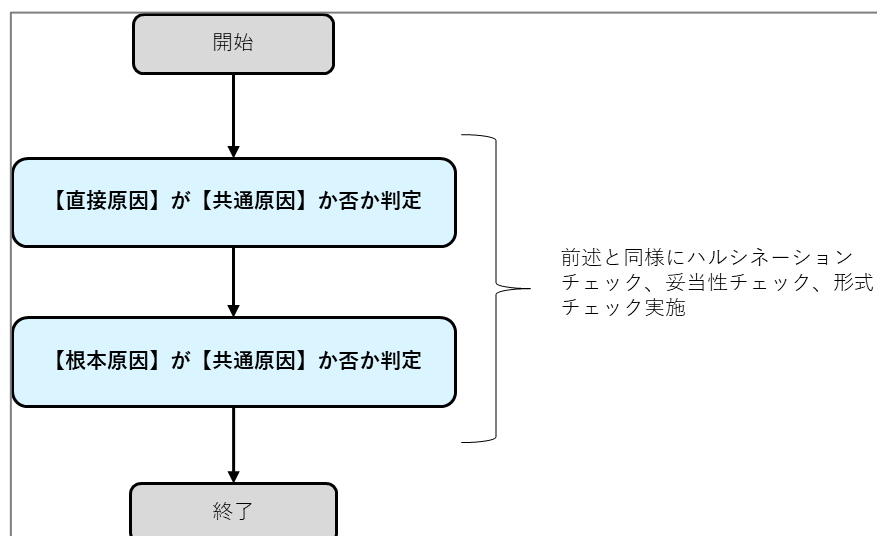 開始
【直接原因】が【共通原因】か否か判定
前述と同様にハルシネーション
チェック、妥当性チェック、形式
チェック実施
【根本原因】が【共通原因】か否か判定
終了